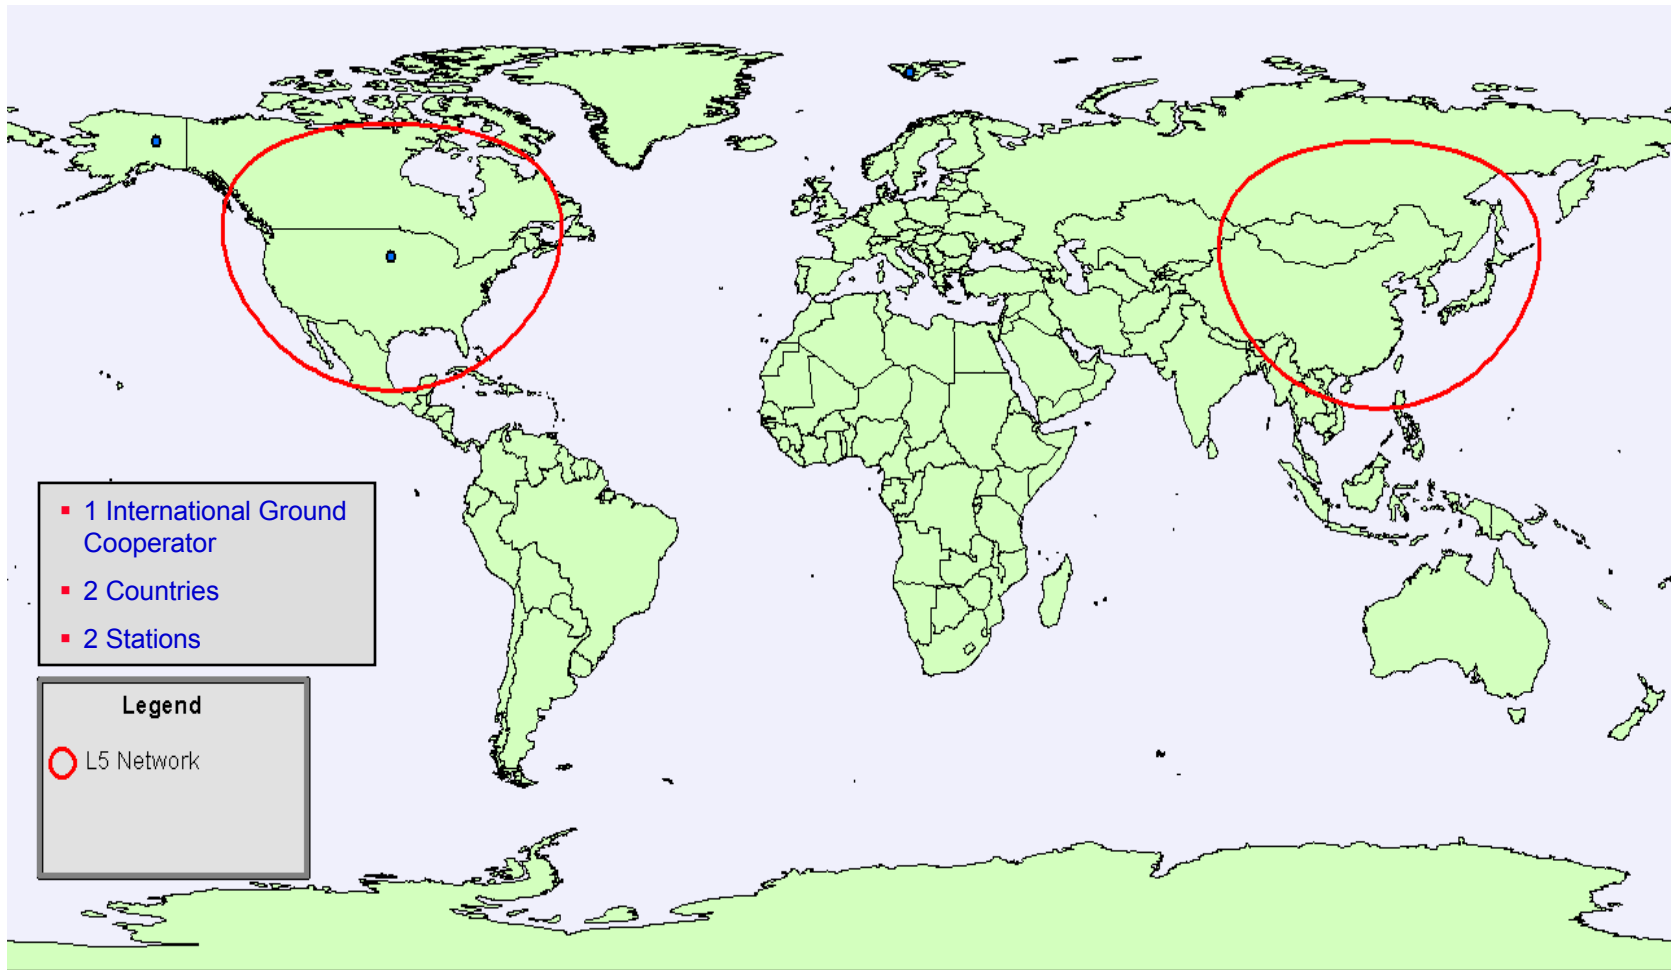 ▪ 1 International Ground
Cooperator
▪ 2 Countries
▪ 2 Stations
Legend
L5 Network